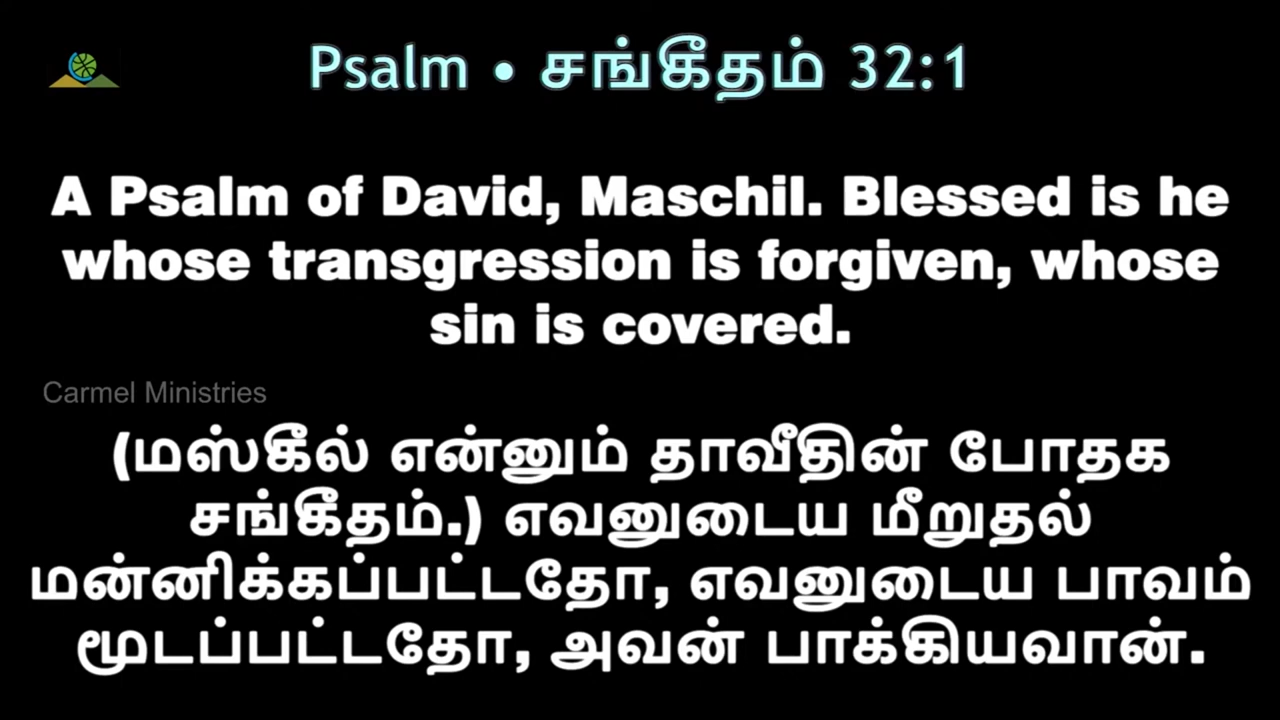 Psalm • சங்கீதம் 32:1
A Psalm of David, Maschil. Blessed is he
whose transgression is forgiven, whose
sin is covered.
Carmel Ministries
(மஸ்கீல் என்னும் தாவீதின் போதக
சங்கீதம்.) எவனுடைய மீறுதல்
மன்னிக்கப்பட்டதோ, எவனுடைய பாவம்
மூடப்பட்டதோ, அவன் பாக்கியவான்.